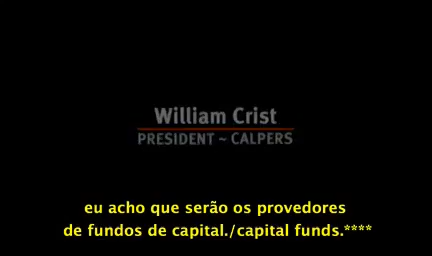 William Crist
PRESIDENT ~ CALPERS
eu acho que serão os provedores
de fundos de capital./capital funds.****